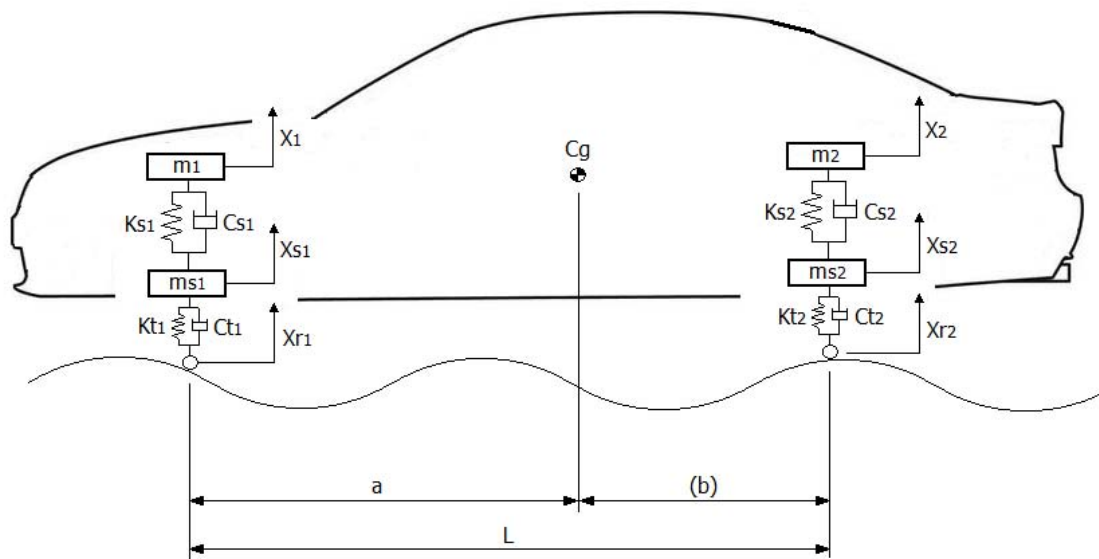 X1
X2
Cg
m1
m2
Ks1
Cs1
Ks2
Cs2
Xs1
Xs2
ms1
ms2
Kt1
Ct1
Xr1
Kt2
Ct2
Xr2
a
(b)
L